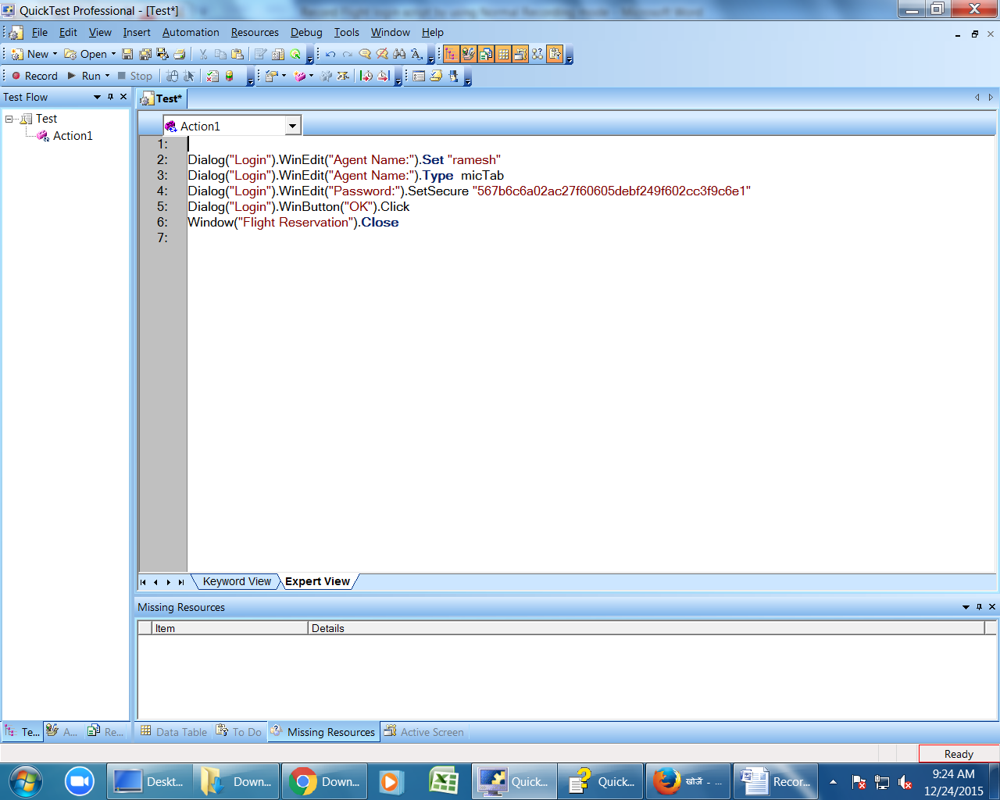 QuickTest Professional - [Test*]
File Edit View Insert Automation Resources Debug Tools Window Help
New Open
Record Run Stop
Test Flow
Test*
Test
Action1
Action1
1:
2: Dialog("Login").WinEdit("Agent Name:").Set "ramesh"
3: Dialog("Login").WinEdit("Agent Name:").Type micTab
4: Dialog("Login").WinEdit("Password:").SetSecure "567b6c6a02ac27f60605debf249f602cc3f9c6e1"
5: Dialog("Login").WinButton("OK").Click
6: Window("Flight Reservation").Close
7:
Keyword View Expert View
Missing Resources
Item Details
Te... A... Re... Data Table To Do Missing Resources Active Screen
Ready
Deskt... Down... Down... Quick... Quick... खोजें - ... Recor...
9:24 AM
12/24/2015